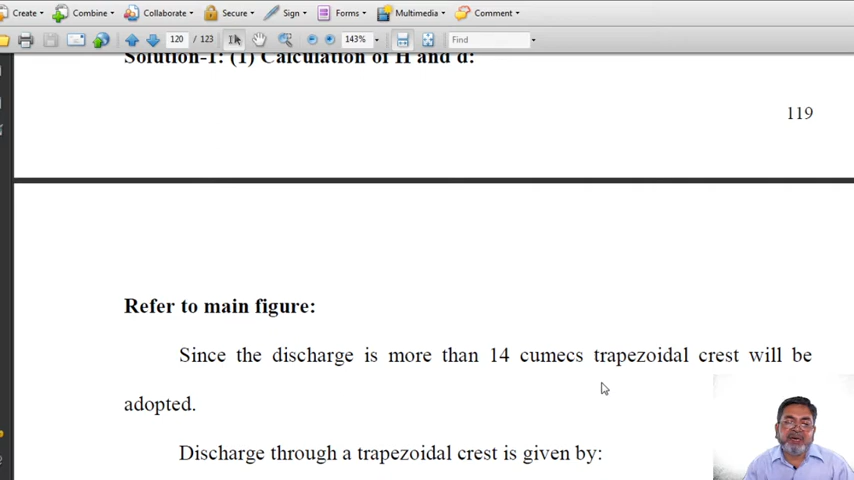 Create Combine Collaborate Secure Sign Forms Multimedia Comment
120 / 123 143% Find
Solution-1: (1) Calculation of H and d:
119
Refer to main figure:
Since the discharge is more than 14 cumecs trapezoidal crest will be
adopted.
Discharge through a trapezoidal crest is given by: